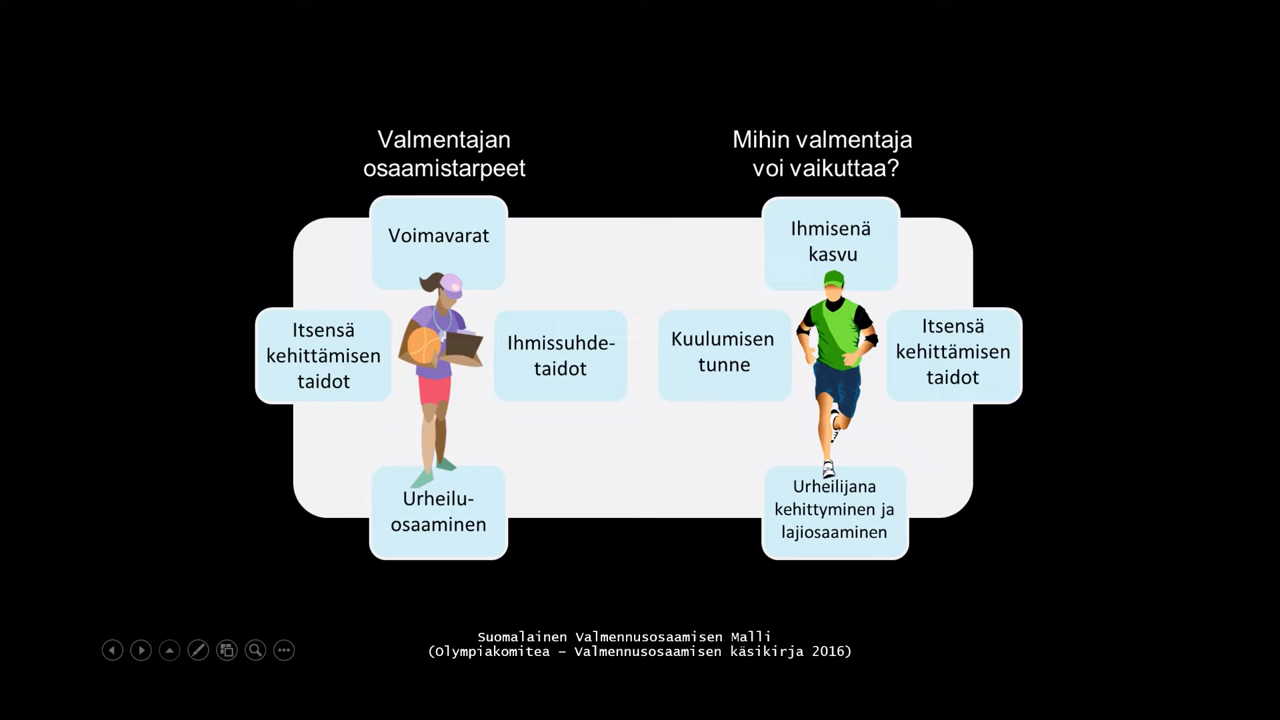 Valmentajan
osaamistarpeet
Voimavarat
Itsensä
kehittämisen
taidot
Ihmissuhde-
taidot
Urheilu-
osaaminen
Mihin valmentaja
voi vaikuttaa?
Ihmisenä
kasvu
Kuulumisen
tunne
Itsensä
kehittämisen
taidot
Urheilijana
kehittyminen ja
lajiosaaminen
Suomalainen Valmennusosaamisen Malli
(Olympiakomitea – Valmennusosaamisen käsikirja 2016)